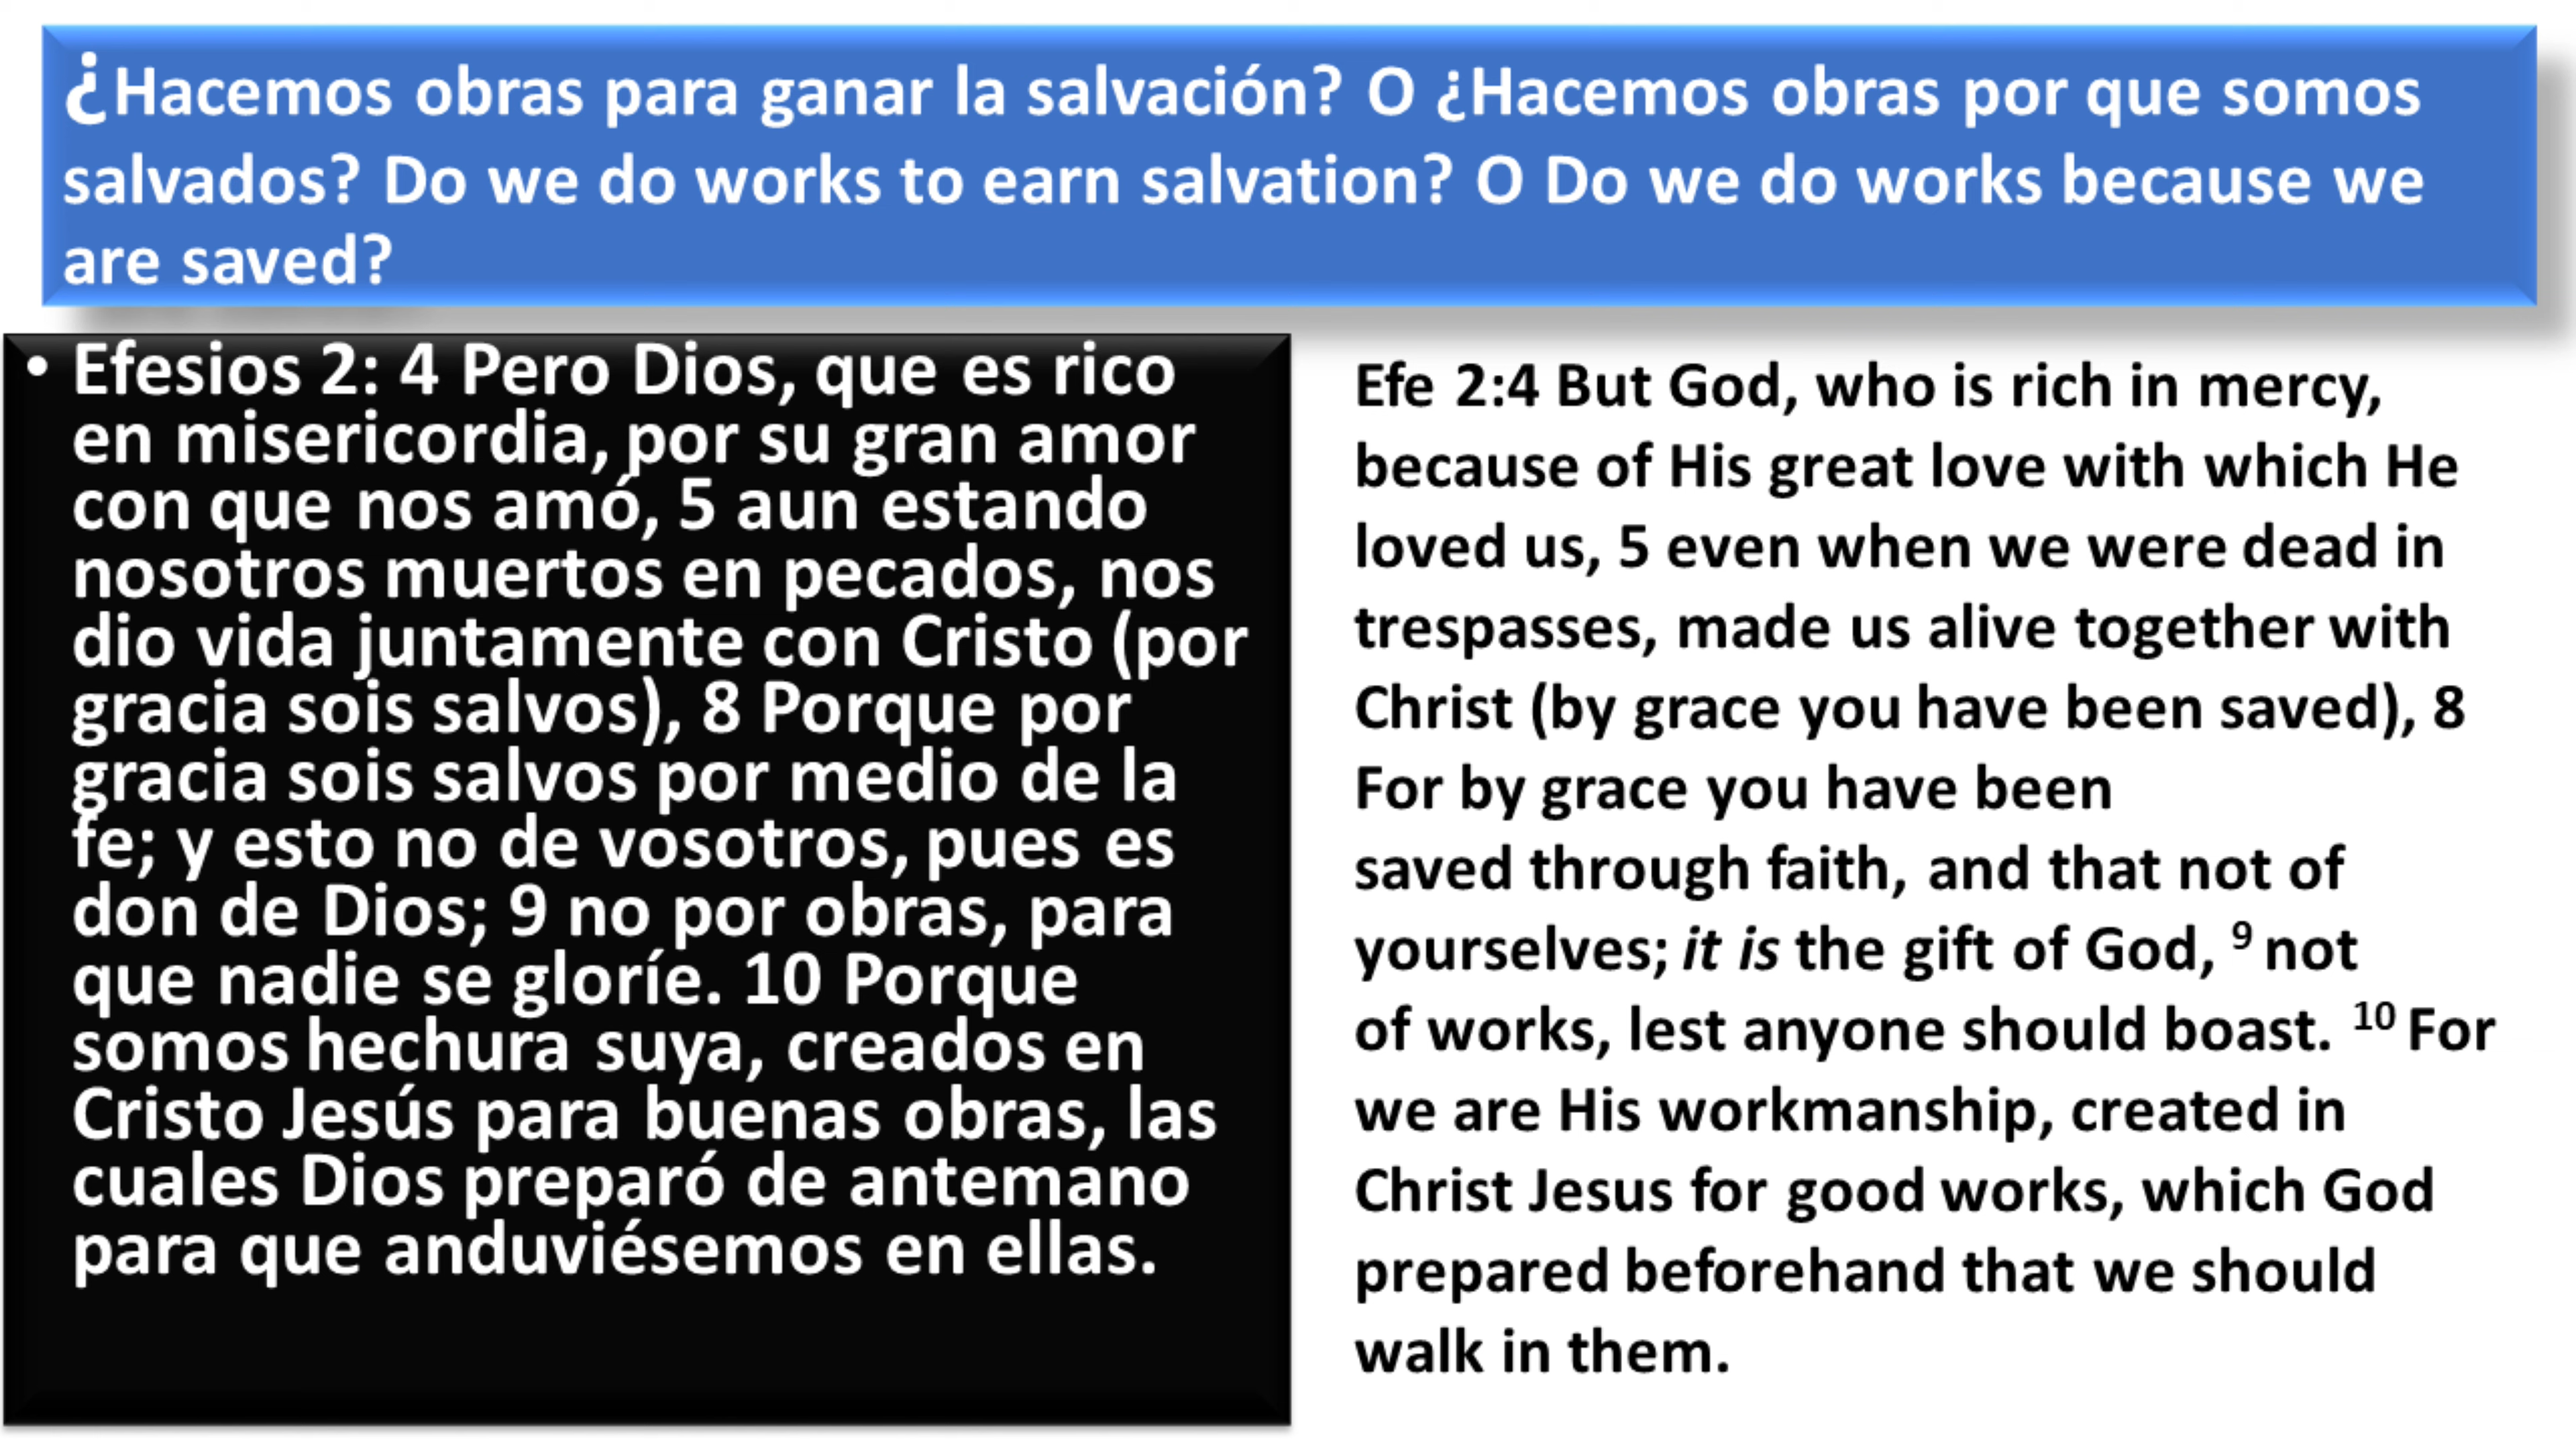 ¿Hacemos obras para ganar la salvación? O ¿Hacemos obras por que somos
salvados? Do we do works to earn salvation? O Do we do works because we
are saved?
• Efesios 2: 4 Pero Dios, que es rico
en misericordia, por su gran amor
con que nos amó, 5 aun estando
nosotros muertos en pecados, nos
dio vida juntamente con Cristo (por
gracia sois salvos), 8 Porque por
gracia sois salvos por medio de la
fe; y esto no de vosotros, pues es
don de Dios; 9 no por obras, para
que nadie se gloríe. 10 Porque
somos hechura suya, creados en
Cristo Jesús para buenas obras, las
cuales Dios preparó de antemano
para que anduviésemos en ellas.
Efe 2:4 But God, who is rich in mercy,
because of His great love with which He
loved us, 5 even when we were dead in
trespasses, made us alive together with
Christ (by grace you have been saved), 8
For by grace you have been
saved through faith, and that not of
yourselves; it is the gift of God, 9 not
of works, lest anyone should boast. 10 For
we are His workmanship, created in
Christ Jesus for good works, which God
prepared beforehand that we should
walk in them.